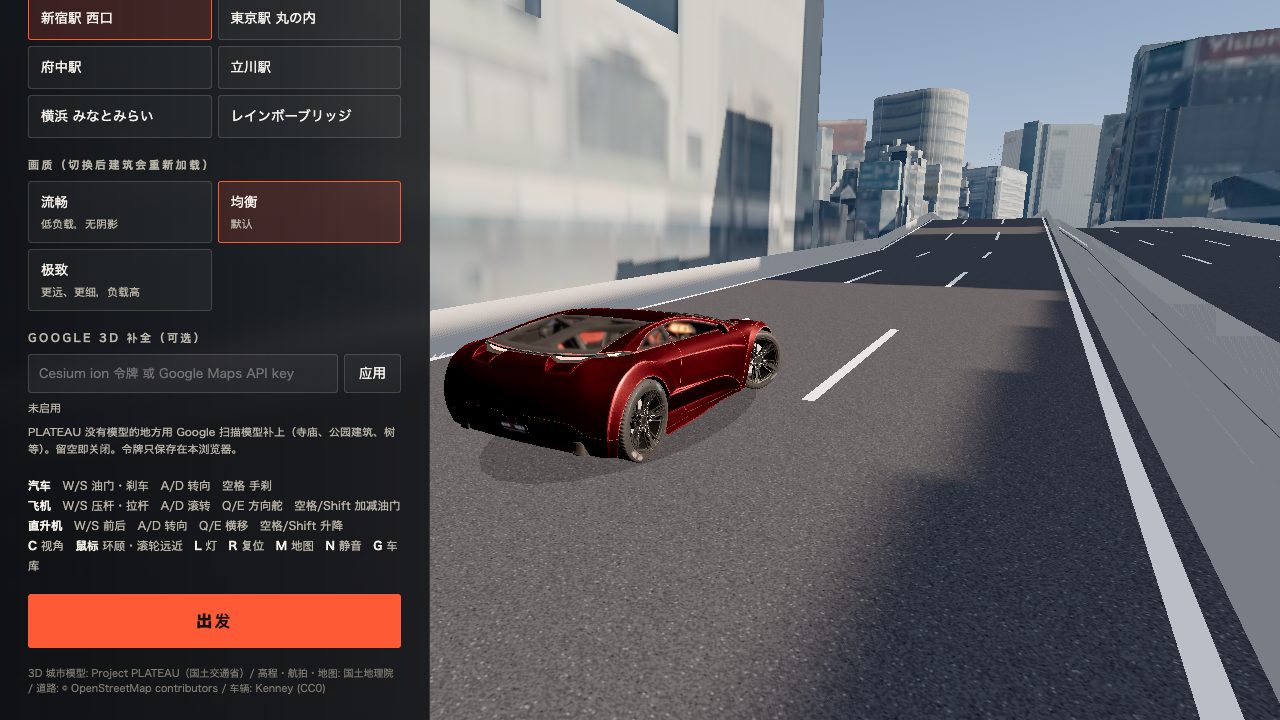 新宿駅 西口
東京駅 丸の内
府中駅
立川駅
横浜 みなとみらい
レインボーブリッジ
画质（切换后建筑会重新加载）
流畅
低负载，无阴影
均衡
默认
极致
更远、更细，负载高
GOOGLE 3D 补全（可选）
Cesium ion 令牌 或 Google Maps API key
应用
未启用
PLATEAU 没有模型的地方用 Google 扫描模型补上（寺庙、公园建筑、树
等）。留空即关闭。令牌只保存在本浏览器。
汽车 W/S 油门・刹车 A/D 转向 空格 手刹
飞机 W/S 压杆・拉杆 A/D 滚转 Q/E 方向舵 空格/Shift 加减油门
直升机 W/S 前后 A/D 转向 Q/E 横移 空格/Shift 升降
C 视角 鼠标 环顾・滚轮远近 L 灯 R 复位 M 地图 N 静音 G 车
库
出发
3D 城市模型: Project PLATEAU（国土交通省）/ 高程・航拍・地图: 国土地理院
/ 道路: © OpenStreetMap contributors / 车辆: Kenney (CC0)